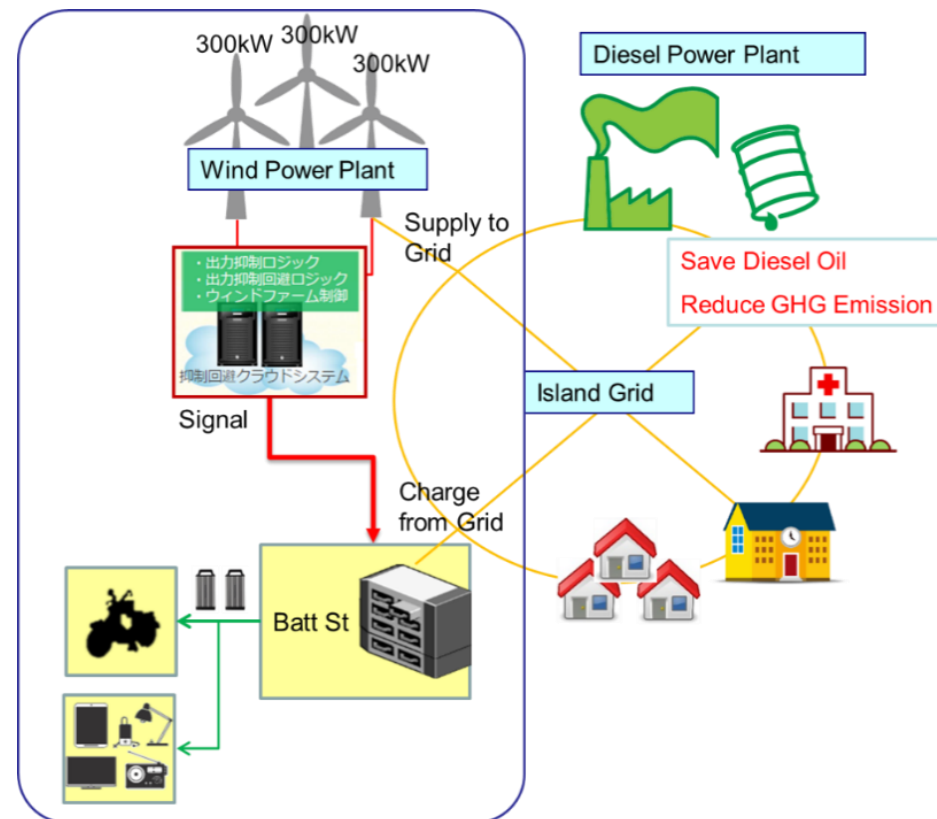 300kW
300kW
300kW
Wind Power Plant
Diesel Power Plant
Supply to
Grid
・出力抑制ロジック
・出力抑制回避ロジック
・ウィンドファーム制御
抑制回避クラウドシステム
Save Diesel Oil
Reduce GHG Emission
Signal
Island Grid
Charge
from Grid
Batt St